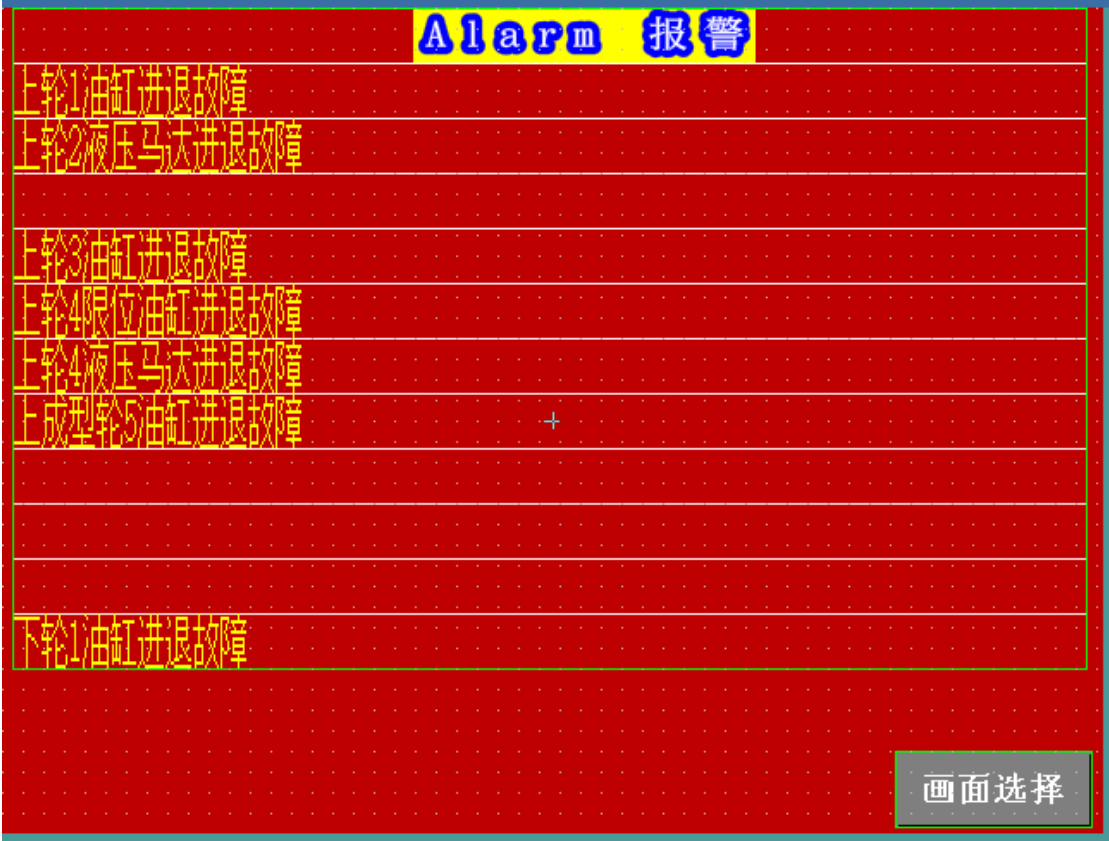 Alarm 报警
上轮1油缸进退故障
上轮2液压马达进退故障
上轮3油缸进退故障
上轮4限位油缸进退故障
上轮4液压马达进退故障
上成型轮5油缸进退故障
下轮1油缸进退故障
画面选择